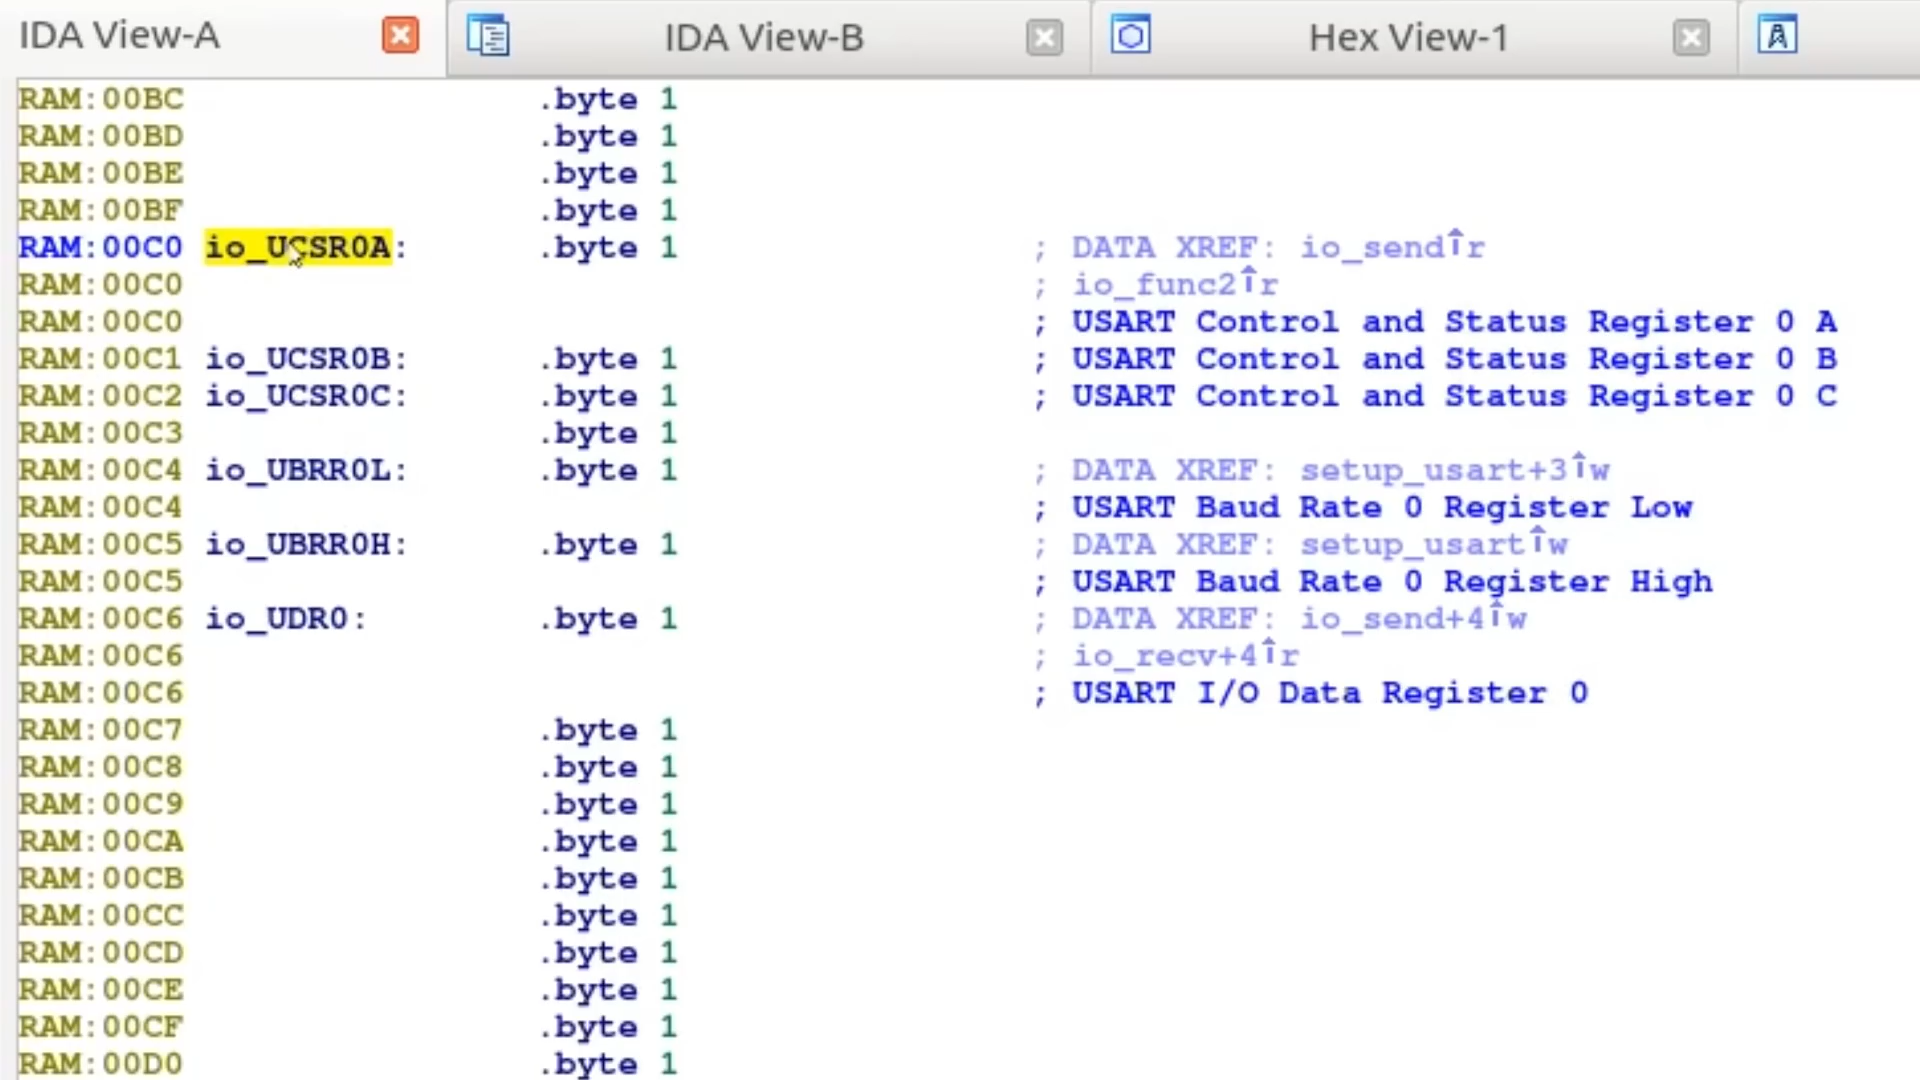 IDA View-A IDA View-B Hex View-1
RAM:00BC .byte 1
RAM:00BD .byte 1
RAM:00BE .byte 1
RAM:00BF .byte 1
RAM:00C0 io_UCSR0A: .byte 1 ; DATA XREF: io_send↑r
RAM:00C0 ; io_func2↑r
RAM:00C0 ; USART Control and Status Register 0 A
RAM:00C1 io_UCSR0B: .byte 1 ; USART Control and Status Register 0 B
RAM:00C2 io_UCSR0C: .byte 1 ; USART Control and Status Register 0 C
RAM:00C3 .byte 1
RAM:00C4 io_UBRR0L: .byte 1 ; DATA XREF: setup_usart+3↑w
RAM:00C4 ; USART Baud Rate 0 Register Low
RAM:00C5 io_UBRR0H: .byte 1 ; DATA XREF: setup_usart↑w
RAM:00C5 ; USART Baud Rate 0 Register High
RAM:00C6 io_UDR0: .byte 1 ; DATA XREF: io_send+4↑w
RAM:00C6 ; io_recv+4↑r
RAM:00C6 ; USART I/O Data Register 0
RAM:00C7 .byte 1
RAM:00C8 .byte 1
RAM:00C9 .byte 1
RAM:00CA .byte 1
RAM:00CB .byte 1
RAM:00CC .byte 1
RAM:00CD .byte 1
RAM:00CE .byte 1
RAM:00CF .byte 1
RAM:00D0 .byte 1